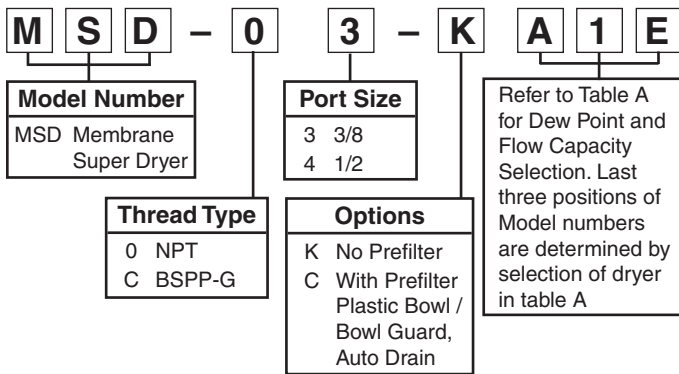 M S D – 0 3 – K A 1 E
Model Number
MSD Membrane
Super Dryer
Thread Type
0 NPT
C BSPP-G
Port Size
3 3/8
4 1/2
Options
K No Prefilter
C With Prefilter
Plastic Bowl /
Bowl Guard,
Auto Drain
Refer to Table A
for Dew Point and
Flow Capacity
Selection. Last
three positions of
Model numbers
are determined by
selection of dryer
in table A